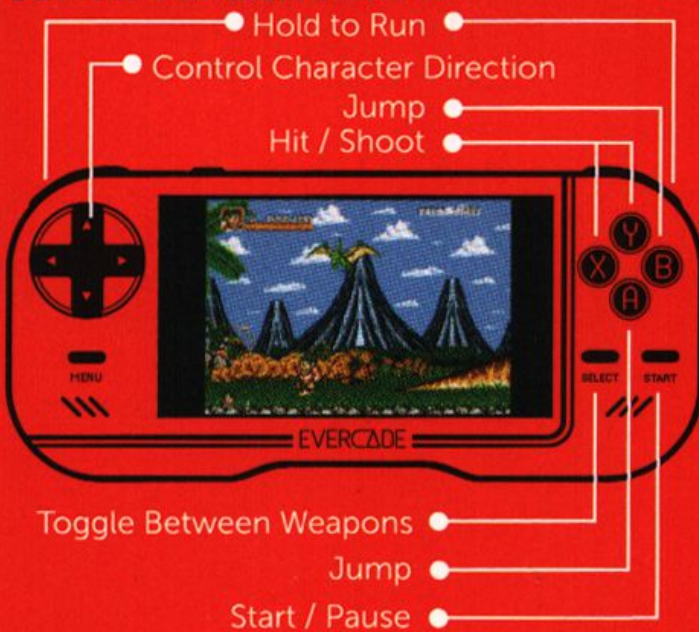 Hold to Run
Control Character Direction
Jump
Hit / Shoot
Y
X B
A
MENU
SELECT START
EVERCADE
Toggle Between Weapons
Jump
Start / Pause